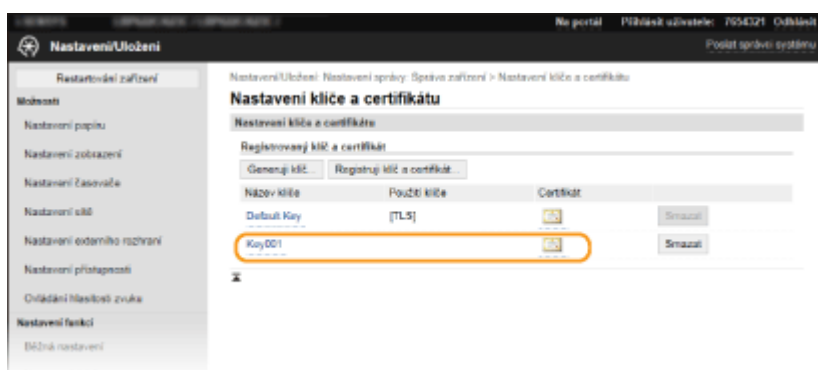 Na portál Přihlásit uživatele: 7654321 Odhlásit
Nastavení/Uložení
Poslat správci systému
Restartování zařízení
Nastavení/Uložení: Nastavení správy: Správa zařízení > Nastavení klíče a certifikátu
Možnosti
Nastavení klíče a certifikátu
Nastavení papíru
Nastavení klíče a certifikátu
Nastavení zobrazení
Registrovaný klíč a certifikát
Generuj klíč... Registruj klíč a certifikát...
Nastavení časovače
Název klíče Použití klíče Certifikát
Nastavení sítě
Default Key [TLS] Smazat
Nastavení externího rozhraní
Key001 Smazat
Nastavení přístupnosti
Ovládání hlasitosti zvuku
Nastavení funkcí
Běžná nastavení